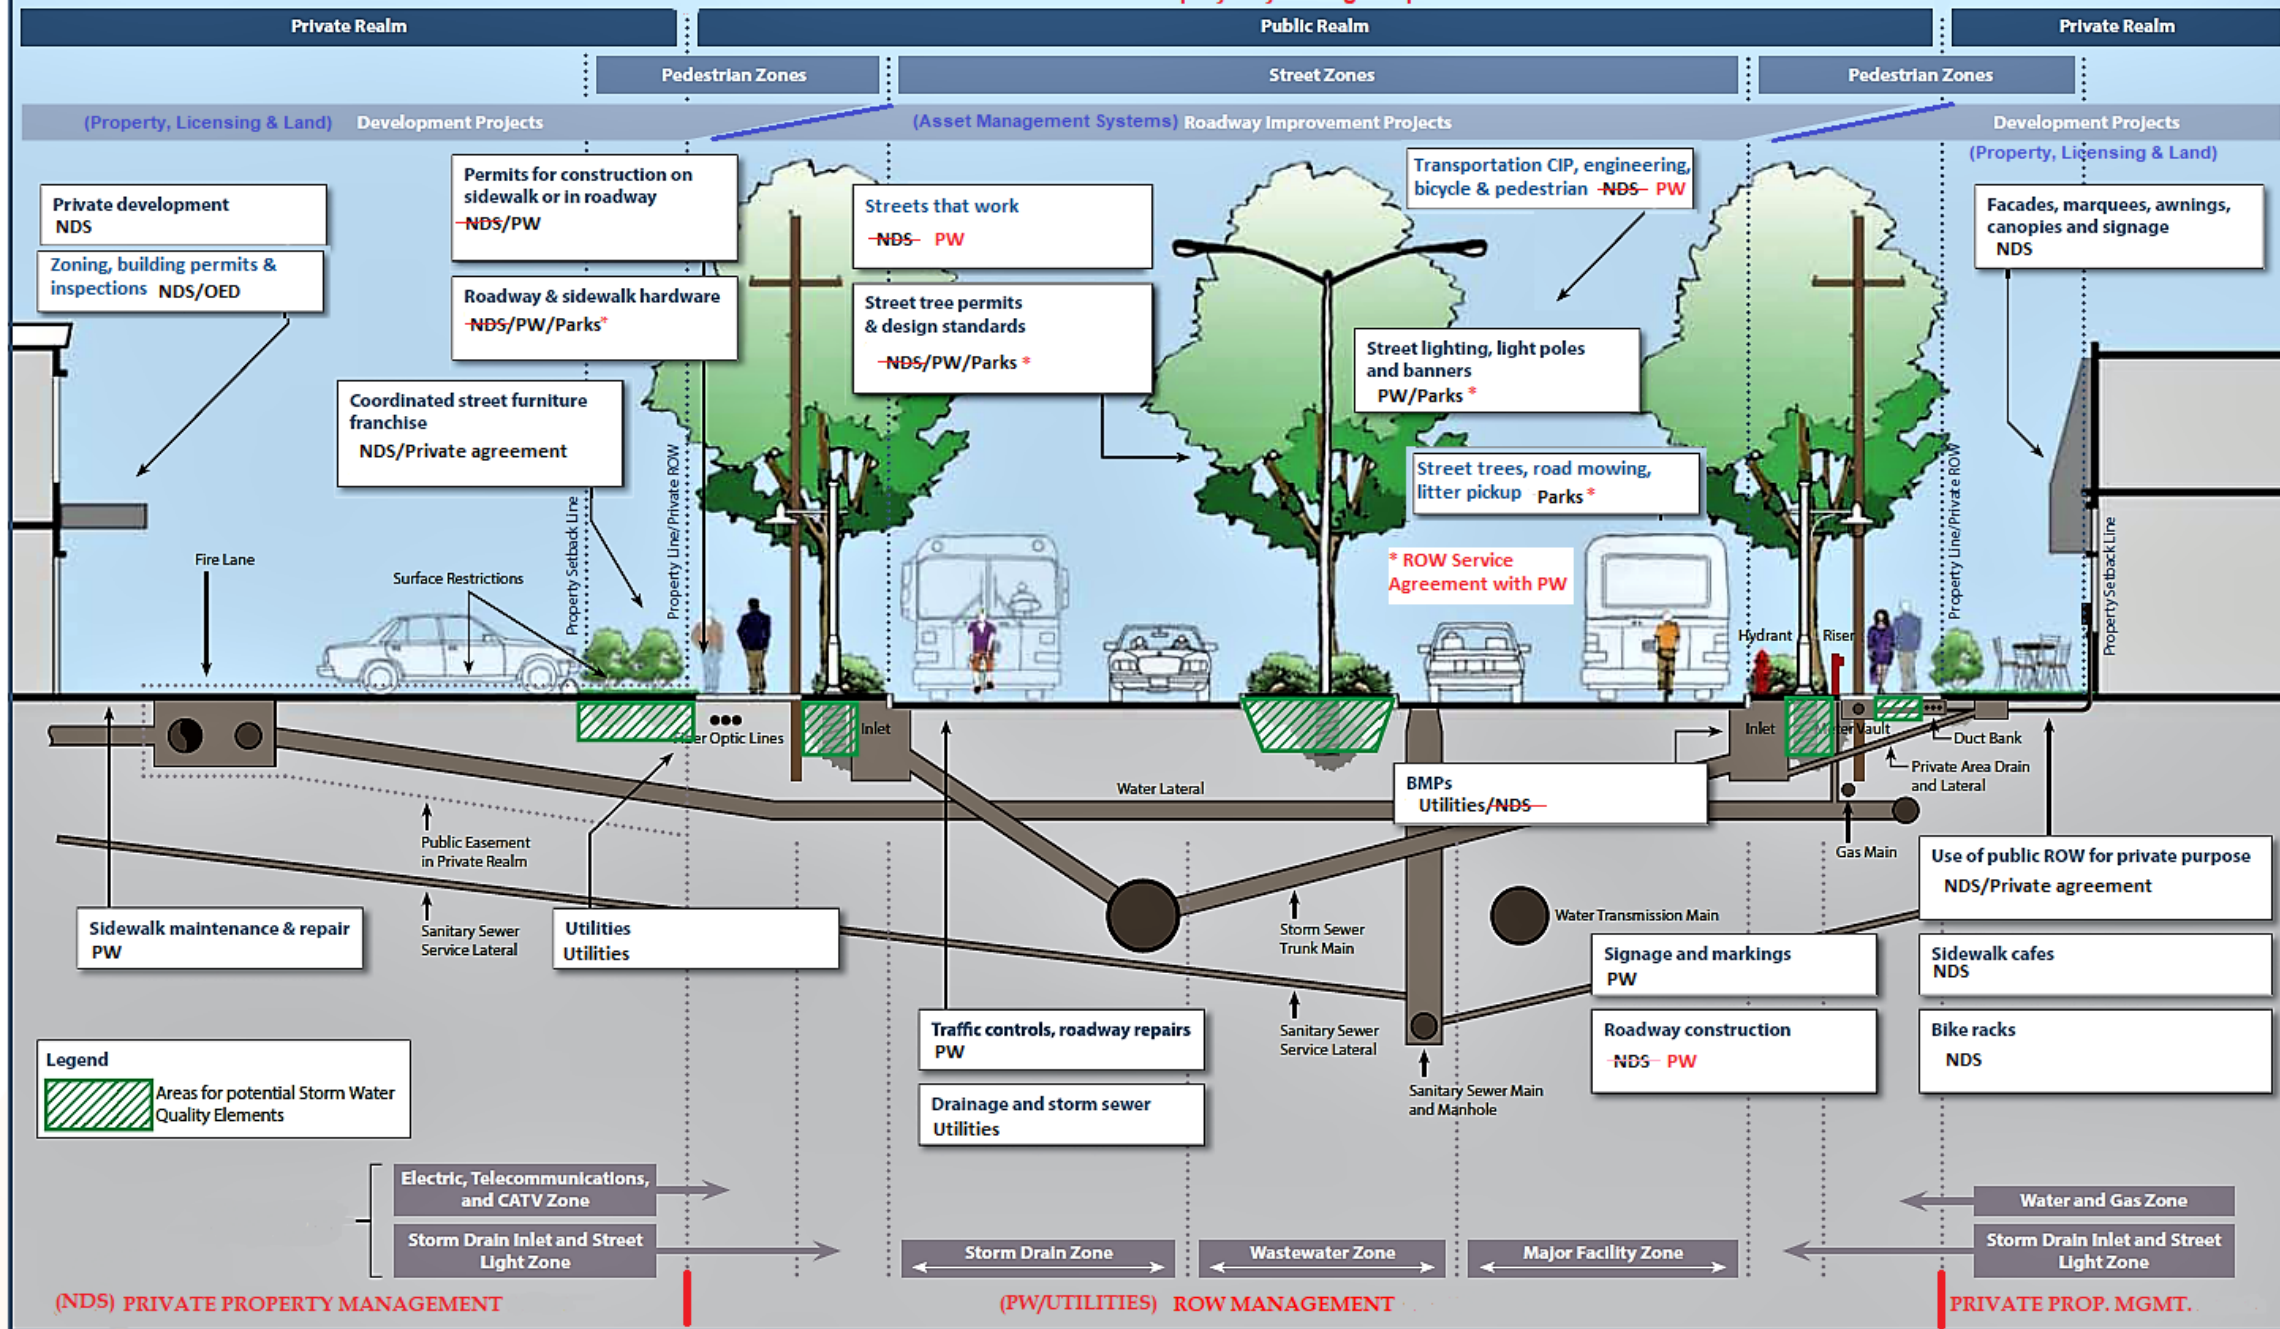 Private Realm
Public Realm
Private Realm
Pedestrian Zones
Street Zones
Pedestrian Zones
(Property, Licensing & Land) Development Projects
(Asset Management Systems) Roadway Improvement Projects
Development Projects
(Property, Licensing & Land)
Private development
NDS
Zoning, building permits &
inspections NDS/OED
Permits for construction on
sidewalk or in roadway
NDS/PW
Roadway & sidewalk hardware
NDS/PW/Parks*
Coordinated street furniture
franchise
NDS/Private agreement
Streets that work
NDS PW
Street tree permits
& design standards
NDS/PW/Parks *
Transportation CIP, engineering,
bicycle & pedestrian NDS PW
Street lighting, light poles
and banners
PW/Parks *
Street trees, road mowing,
litter pickup Parks *
* ROW Service
Agreement with PW
Facades, marquees, awnings,
canopies and signage
NDS
Fire Lane
Surface Restrictions
Property Setback Line
Property Line/Private ROW
Hydrant
Riser
Property Line/Private ROW
Property Setback Line
Optic Lines
Inlet
Water Lateral
Inlet
Vault
Duct Bank
Private Area Drain
and Lateral
BMPs
Utilities/NDS
Gas Main
Public Easement
in Private Realm
Sanitary Sewer
Service Lateral
Sidewalk maintenance & repair
PW
Utilities
Utilities
Storm Sewer
Trunk Main
Water Transmission Main
Sanitary Sewer
Service Lateral
Sanitary Sewer Main
and Manhole
Use of public ROW for private purpose
NDS/Private agreement
Signage and markings
PW
Sidewalk cafes
NDS
Traffic controls, roadway repairs
PW
Roadway construction
NDS PW
Bike racks
NDS
Drainage and storm sewer
Utilities
Legend
Areas for potential Storm Water
Quality Elements
Electric, Telecommunications,
and CATV Zone
Storm Drain Inlet and Street
Light Zone
Storm Drain Zone
Wastewater Zone
Major Facility Zone
Water and Gas Zone
Storm Drain Inlet and Street
Light Zone
(NDS) PRIVATE PROPERTY MANAGEMENT
(PW/UTILITIES) ROW MANAGEMENT
PRIVATE PROP. MGMT.